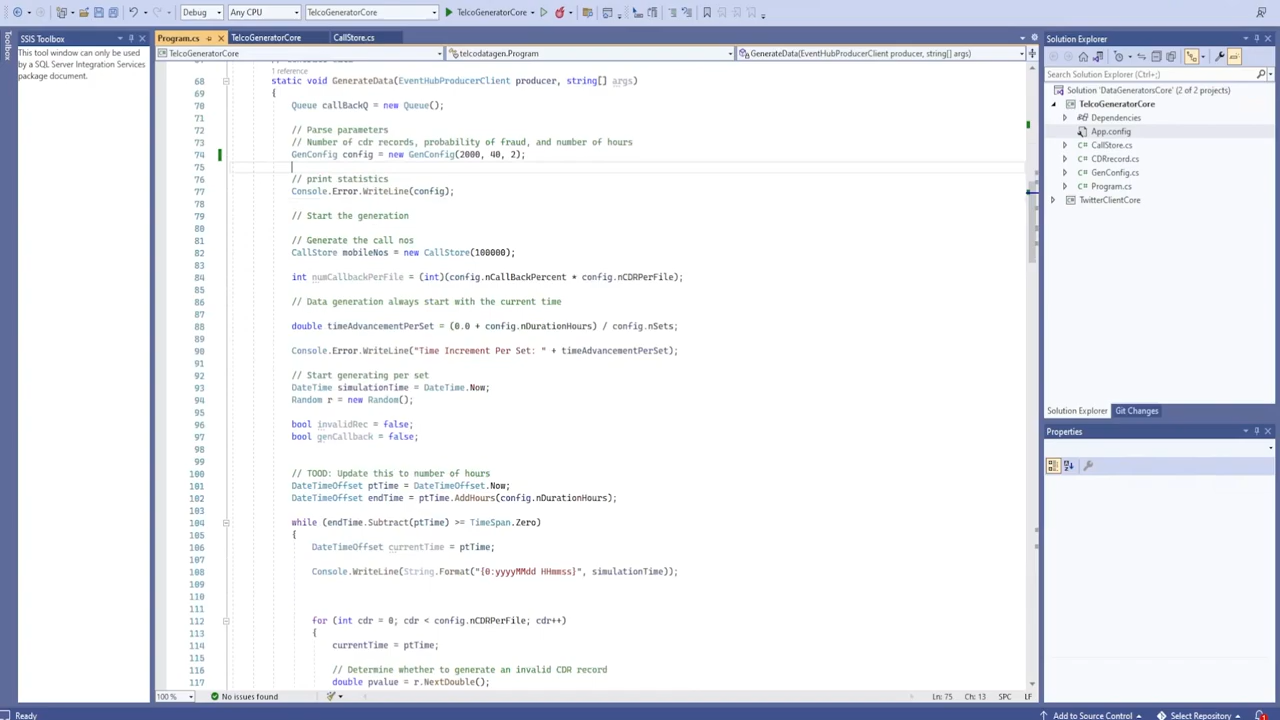 Debug
Any CPU
TelcoGeneratorCore
TelcoGeneratorCore
SSIS Toolbox
This tool window can only be used
by a SQL Server Integration Services
package document.
Toolbox
Program.cs
TelcoGeneratorCore
CallStore.cs
TelcoGeneratorCore
telcodatagen.Program
GenerateData(EventHubProducerClient producer, string[] args)
1 reference
68 static void GenerateData(EventHubProducerClient producer, string[] args)
69 {
70 Queue callBackQ = new Queue();
71
72 // Parse parameters
73 // Number of cdr records, probability of fraud, and number of hours
74 GenConfig config = new GenConfig(2000, 40, 2);
75
76 // print statistics
77 Console.Error.WriteLine(config);
78
79 // Start the generation
80
81 // Generate the call nos
82 CallStore mobileNos = new CallStore(100000);
83
84 int numCallbackPerFile = (int)(config.nCallBackPercent * config.nCDRPerFile);
85
86 // Data generation always start with the current time
87
88 double timeAdvancementPerSet = (0.0 + config.nDurationHours) / config.nSets;
89
90 Console.Error.WriteLine("Time Increment Per Set: " + timeAdvancementPerSet);
91
92 // Start generating per set
93 DateTime simulationTime = DateTime.Now;
94 Random r = new Random();
95
96 bool invalidRec = false;
97 bool genCallback = false;
98
99
100 // TOOD: Update this to number of hours
101 DateTimeOffset ptTime = DateTimeOffset.Now;
102 DateTimeOffset endTime = ptTime.AddHours(config.nDurationHours);
103
104 while (endTime.Subtract(ptTime) >= TimeSpan.Zero)
105 {
106 DateTimeOffset currentTime = ptTime;
107
108 Console.WriteLine(String.Format("{0:yyyyMMdd HHmmss}", simulationTime));
109
110
111
112 for (int cdr = 0; cdr < config.nCDRPerFile; cdr++)
113 {
114 currentTime = ptTime;
115
116 // Determine whether to generate an invalid CDR record
117 double pvalue = r.NextDouble();
100 %
No issues found
Ln: 75
Ch: 13
SPC
LF
Solution Explorer
Search Solution Explorer (Ctrl+;)
Solution 'DataGeneratorsCore' (2 of 2 projects)
TelcoGeneratorCore
Dependencies
App.config
CallStore.cs
CDRrecord.cs
GenConfig.cs
Program.cs
TwitterClientCore
Solution Explorer
Git Changes
Properties
Ready
Add to Source Control
Select Repository